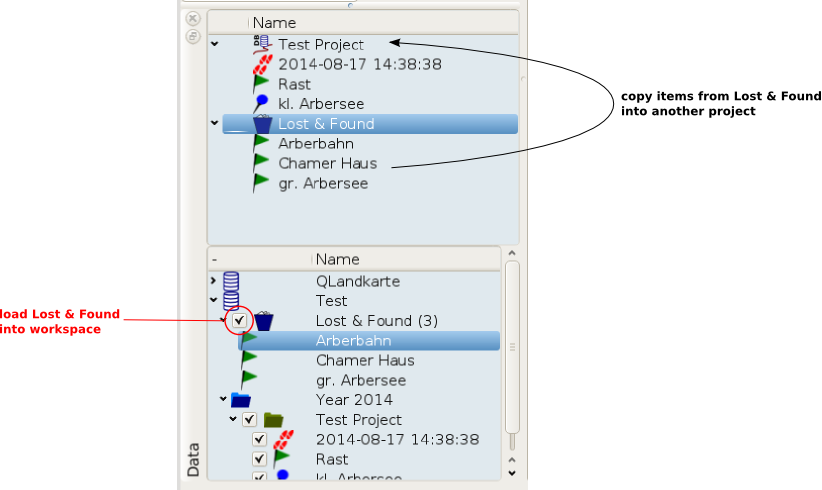 Name
DB
Test Project
2014-08-17 14:38:38
Rast
kl. Arbersee
Lost & Found
Arberbahn
Chamer Haus
gr. Arbersee
copy items from Lost & Found
into another project
- Name
QLandkarte
Test
Lost & Found (3)
Arberbahn
Chamer Haus
gr. Arbersee
Year 2014
Test Project
2014-08-17 14:38:38
Rast
kl. Arbersee
load Lost & Found
into workspace
Data